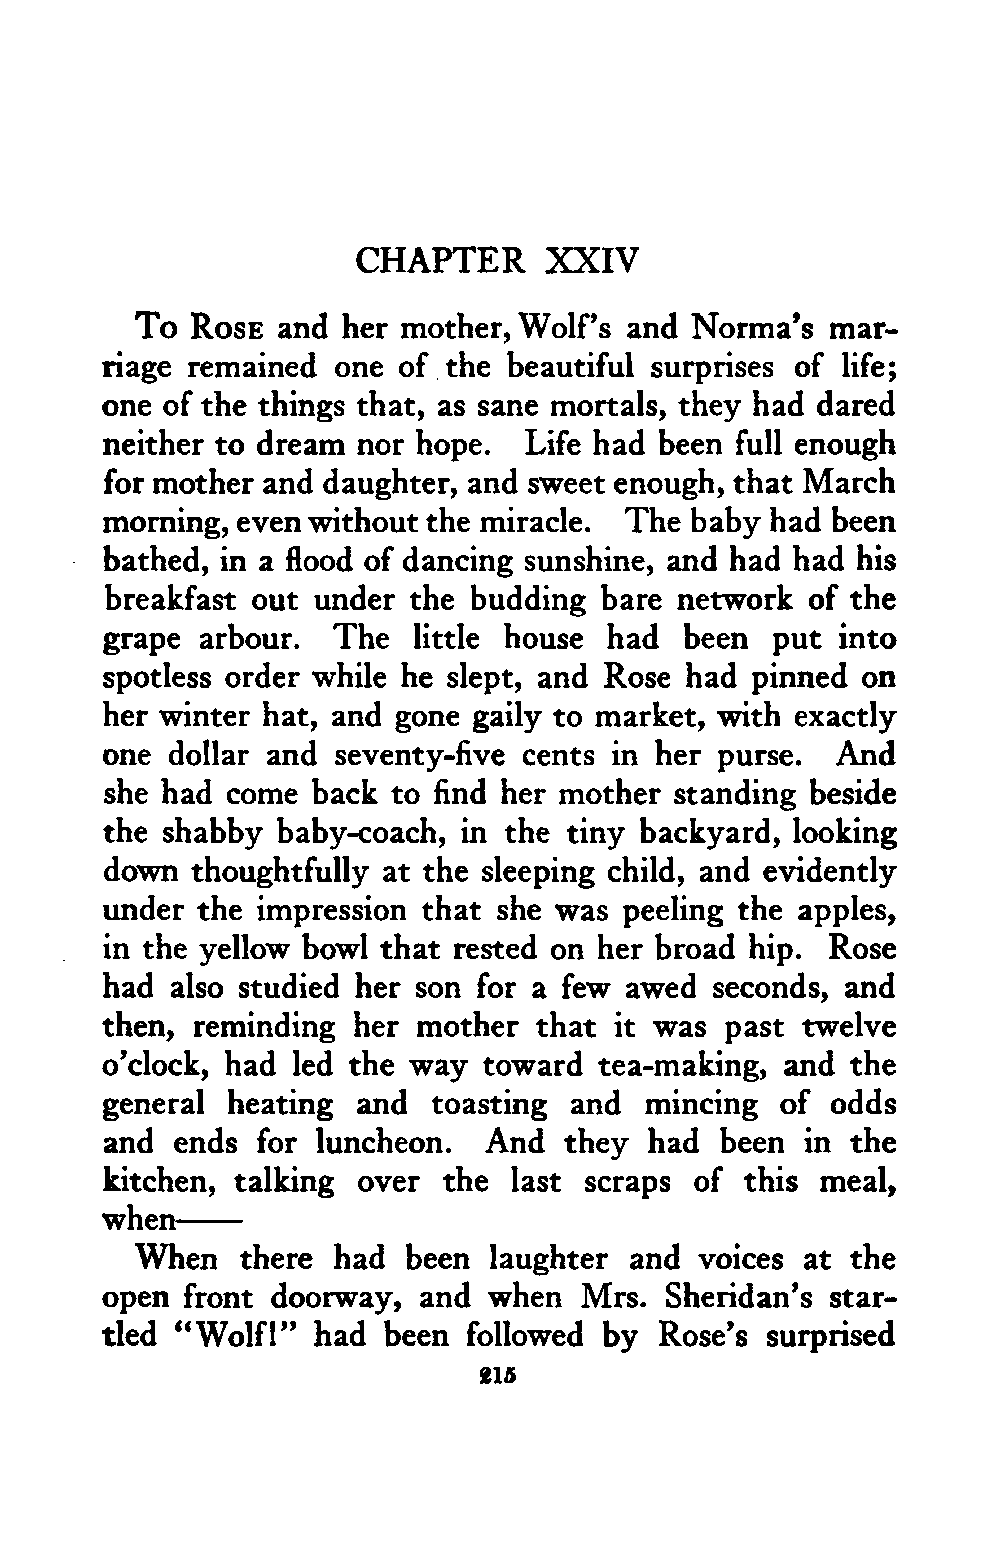 CHAPTER XXIV
To Rose and her mother, Wolf's and Norma's mar-
riage remained one of the beautiful surprises of life;
one of the things that, as sane mortals, they had dared
neither to dream nor hope. Life had been full enough
for mother and daughter, and sweet enough, that March
morning, even without the miracle. The baby had been
bathed, in a flood of dancing sunshine, and had had his
breakfast out under the budding bare network of the
grape arbour. The little house had been put into
spotless order while he slept, and Rose had pinned on
her winter hat, and gone gaily to market, with exactly
one dollar and seventy-five cents in her purse. And
she had come back to find her mother standing beside
the shabby baby-coach, in the tiny backyard, looking
down thoughtfully at the sleeping child, and evidently
under the impression that she was peeling the apples,
in the yellow bowl that rested on her broad hip. Rose
had also studied her son for a few awed seconds, and
then, reminding her mother that it was past twelve
o'clock, had led the way toward tea-making, and the
general heating and toasting and mincing of odds
and ends for luncheon. And they had been in the
kitchen, talking over the last scraps of this meal,
when——
When there had been laughter and voices at the
open front doorway, and when Mrs. Sheridan's star-
tled "Wolf!" had been followed by Rose's surprised
215